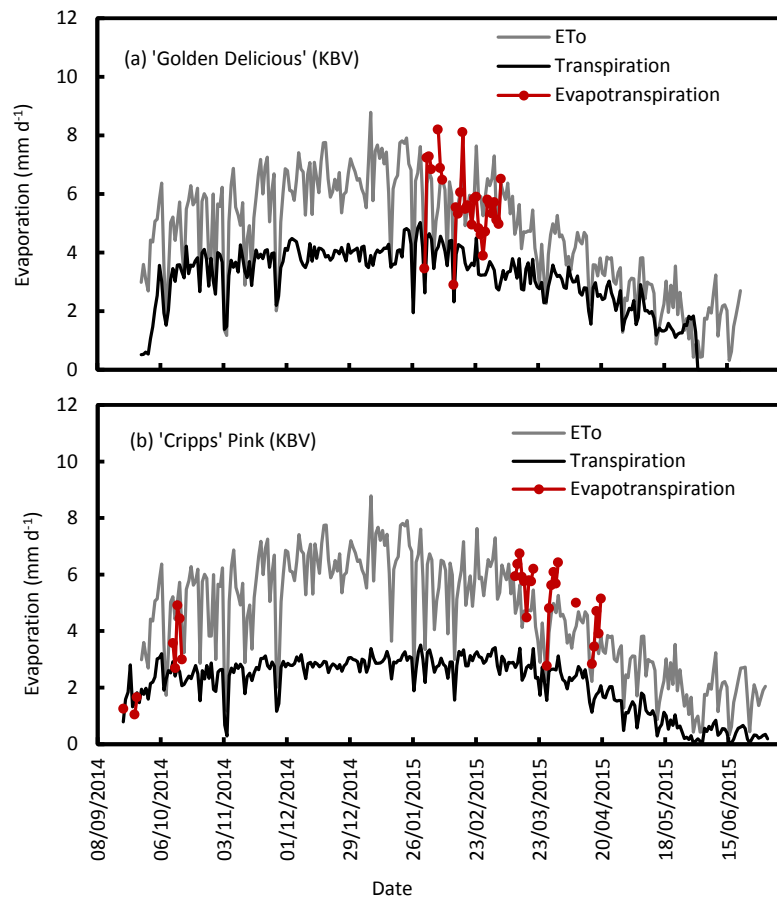 12
10
8
6
4
2
0
Evaporation (mm d-1)
(a) 'Golden Delicious' (KBV)
ETo
Transpiration
Evapotranspiration
12
10
8
6
4
2
0
Evaporation (mm d-1)
(b) 'Cripps' Pink (KBV)
ETo
Transpiration
Evapotranspiration
08/09/2014
06/10/2014
03/11/2014
01/12/2014
29/12/2014
26/01/2015
23/02/2015
23/03/2015
20/04/2015
18/05/2015
15/06/2015
Date